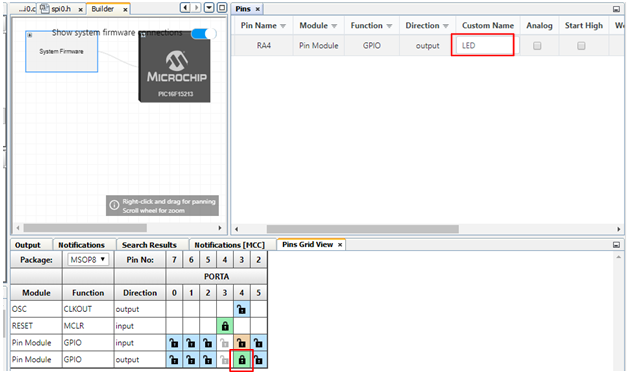 ...i0.c spi0.h × Builder ×
Show system firmware connections
System Firmware
MICROCHIP
PIC16F15213
Right-click and drag for panning
Scroll wheel for zoom
Pins ×
Pin Name Module Function Direction Custom Name Analog Start High We
RA4 Pin Module GPIO output LED
Output Notifications Search Results Notifications [MCC] Pins Grid View ×
Package: MSOP8 Pin No: 7 6 5 4 3 2
PORTA
Module Function Direction 0 1 2 3 4 5
OSC CLKOUT output
RESET MCLR input
Pin Module GPIO input
Pin Module GPIO output